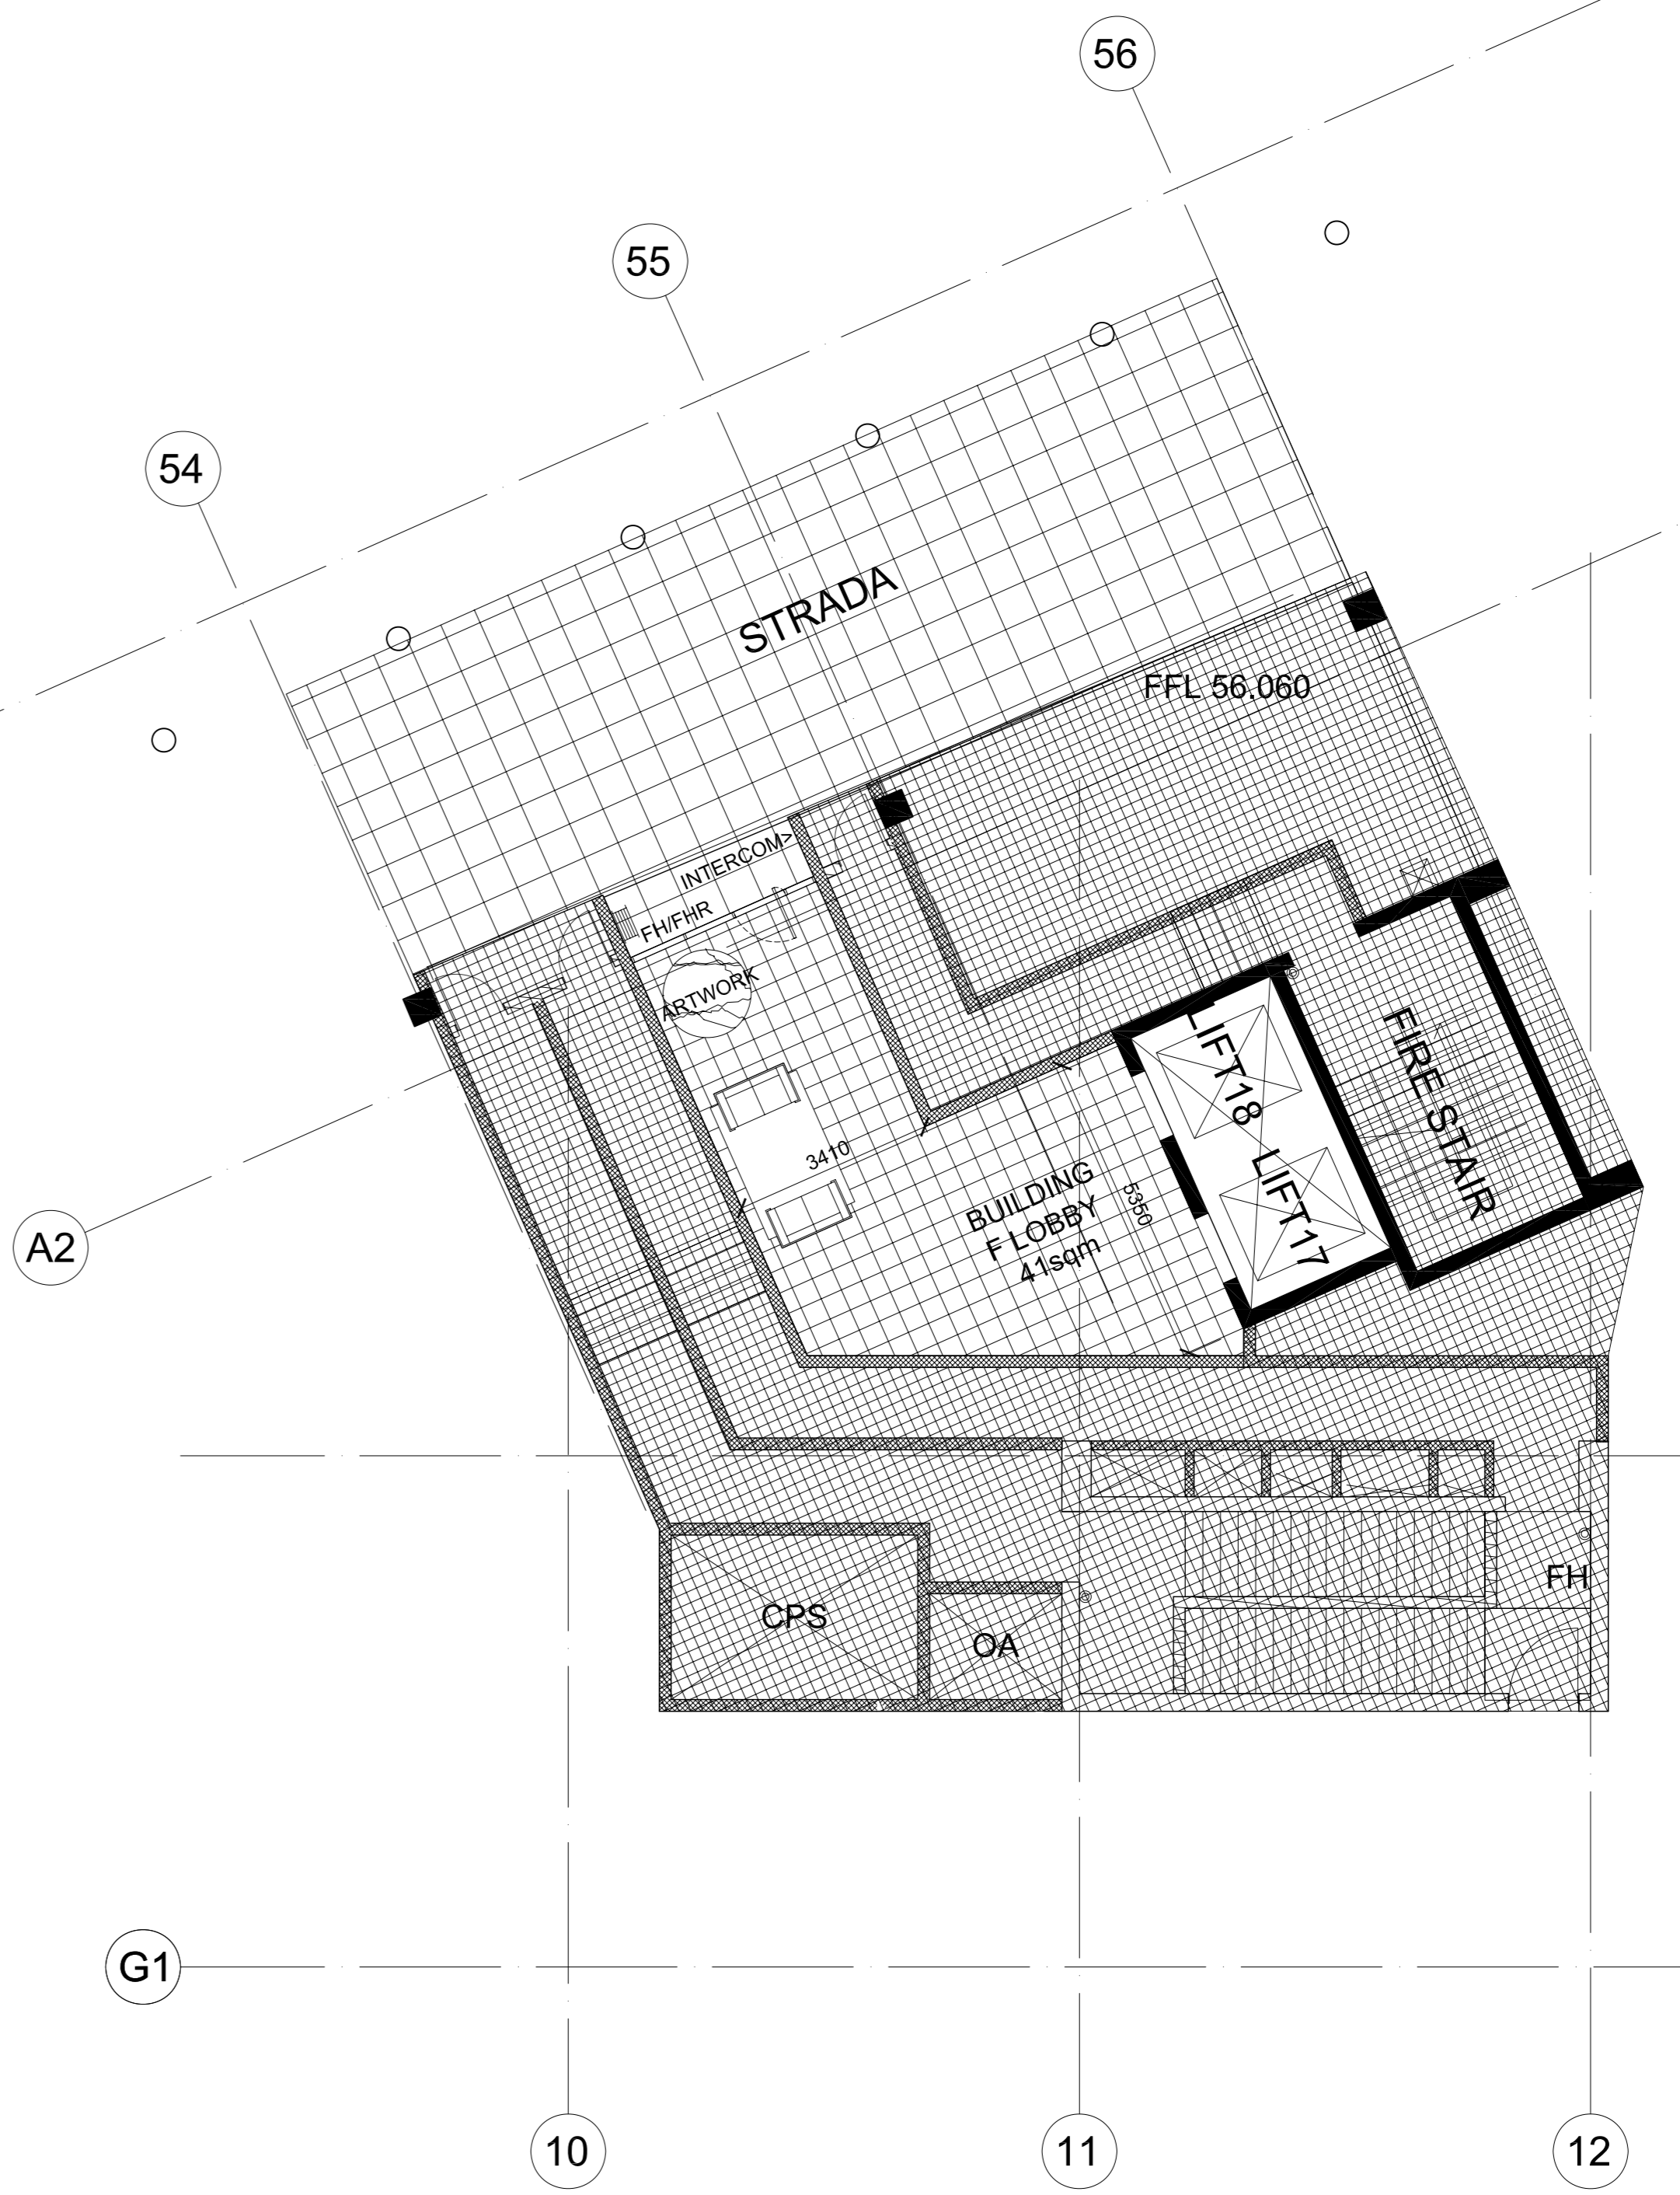 56
55
54
STRADA
FFL 56.060
INTERCOM>
FH/FHR
ARTWORK
LIFT18
LIFT17
FIRE STAIR
3410
5350
BUILDING
F LOBBY
41sqm
A2
FH
CPS
OA
G1
10
11
12